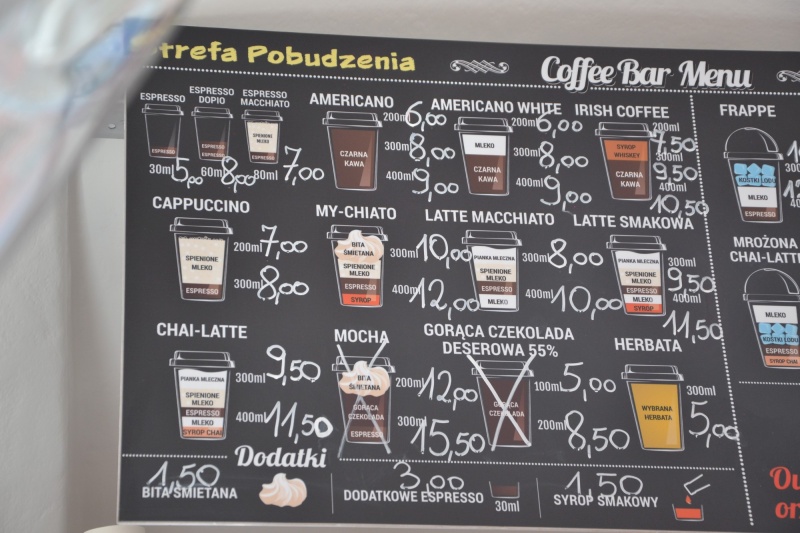 trefa Pobudzenia
Coffee Bar Menu
ESPRESSO
ESPRESSO
30ml
5,00
ESPRESSO
DOPIO
ESPRESSO
ESPRESSO
60ml
8,00
ESPRESSO
MACCHIATO
SPIENIONE
MLEKO
ESPRESSO
80ml
7,00
AMERICANO
CZARNA
KAWA
200ml 6,00
300ml 8,00
400ml 9,00
AMERICANO WHITE
MLEKO
CZARNA
KAWA
200ml 6,00
300ml 8,00
400ml 9,00
IRISH COFFEE
SYROP
WHISKEY
CZARNA
KAWA
200ml 7,50
300ml 9,50
400ml 10,50
FRAPPE
KOSTKI LODU
MLEKO
ESPRESSO
CAPPUCCINO
SPIENIONE
MLEKO
ESPRESSO
200ml 7,00
300ml 8,00
MY-CHIATO
BITA
ŚMIETANA
SPIENIONE
MLEKO
ESPRESSO
SYROP
300ml 10,00
400ml 12,00
LATTE MACCHIATO
PIANKA MLECZNA
SPIENIONE
MLEKO
ESPRESSO
MLEKO
300ml 8,00
400ml 10,00
LATTE SMAKOWA
PIANKA MLECZNA
SPIENIONE
MLEKO
ESPRESSO
MLEKO
SYROP
300ml 9,50
400ml 11,50
MROŻONA
CHAI-LATTE
MLEKO
KOSTKI LODU
ESPRESSO
SYROP CHAI
CHAI-LATTE
PIANKA MLECZNA
SPIENIONE
MLEKO
ESPRESSO
MLEKO
SYROP CHAI
300ml 9,50
400ml 11,50
MOCHA
BITA
ŚMIETANA
GORĄCA
CZEKOLADA
ESPRESSO
200ml 12,00
300ml 15,50
GORĄCA CZEKOLADA
DESEROWA 55%
GORĄCA
CZEKOLADA
100ml 5,00
200ml 8,50
HERBATA
WYBRANA
HERBATA
300ml
5,00
Dodatki
1,50
BITA ŚMIETANA
3,00
DODATKOWE ESPRESSO
30ml
1,50
SYROP SMAKOWY